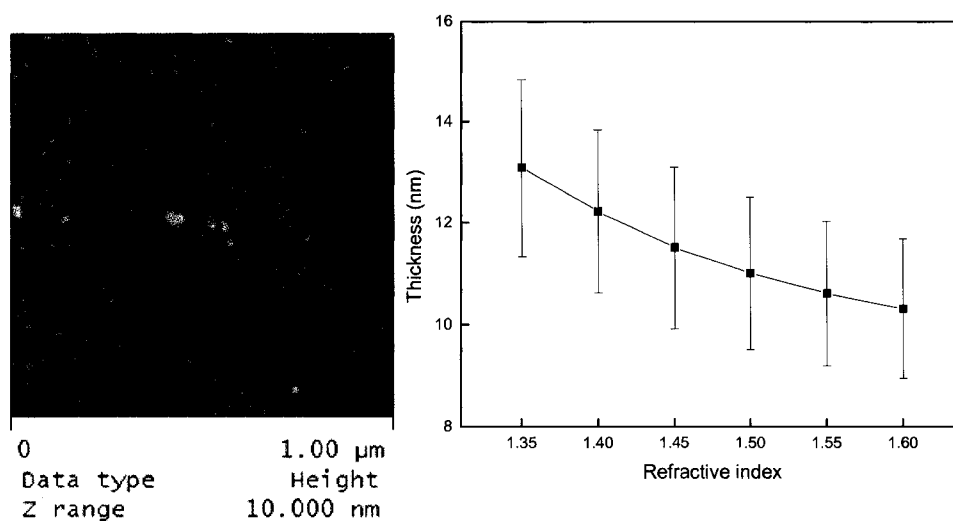 0 1.00 µm
Data type Height
Z range 10.000 nm
16
14
12
10
8
Thickness (nm)
1.35 1.40 1.45 1.50 1.55 1.60
Refractive index